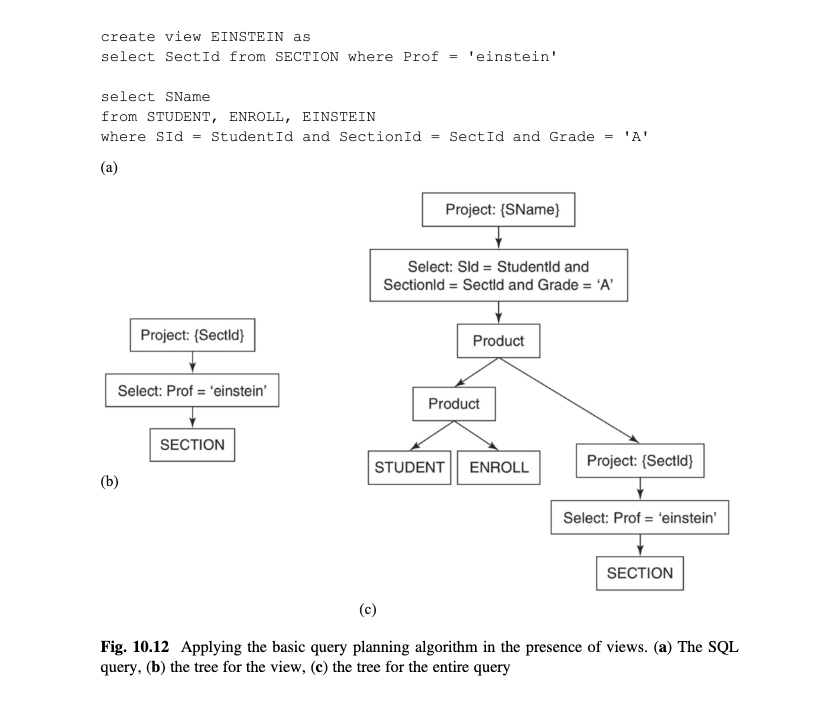 create view EINSTEIN as
select SectId from SECTION where Prof = 'einstein'
select SName
from STUDENT, ENROLL, EINSTEIN
where SId = StudentId and SectionId = SectId and Grade = 'A'
(a)
Project: {SectId}
Select: Prof = 'einstein'
SECTION
(b)
Project: {SName}
Select: SId = StudentId and
SectionId = SectId and Grade = 'A'
Product
Product
STUDENT
ENROLL
Project: {SectId}
Select: Prof = 'einstein'
SECTION
(c)
Fig. 10.12 Applying the basic query planning algorithm in the presence of views. (a) The SQL
query, (b) the tree for the view, (c) the tree for the entire query